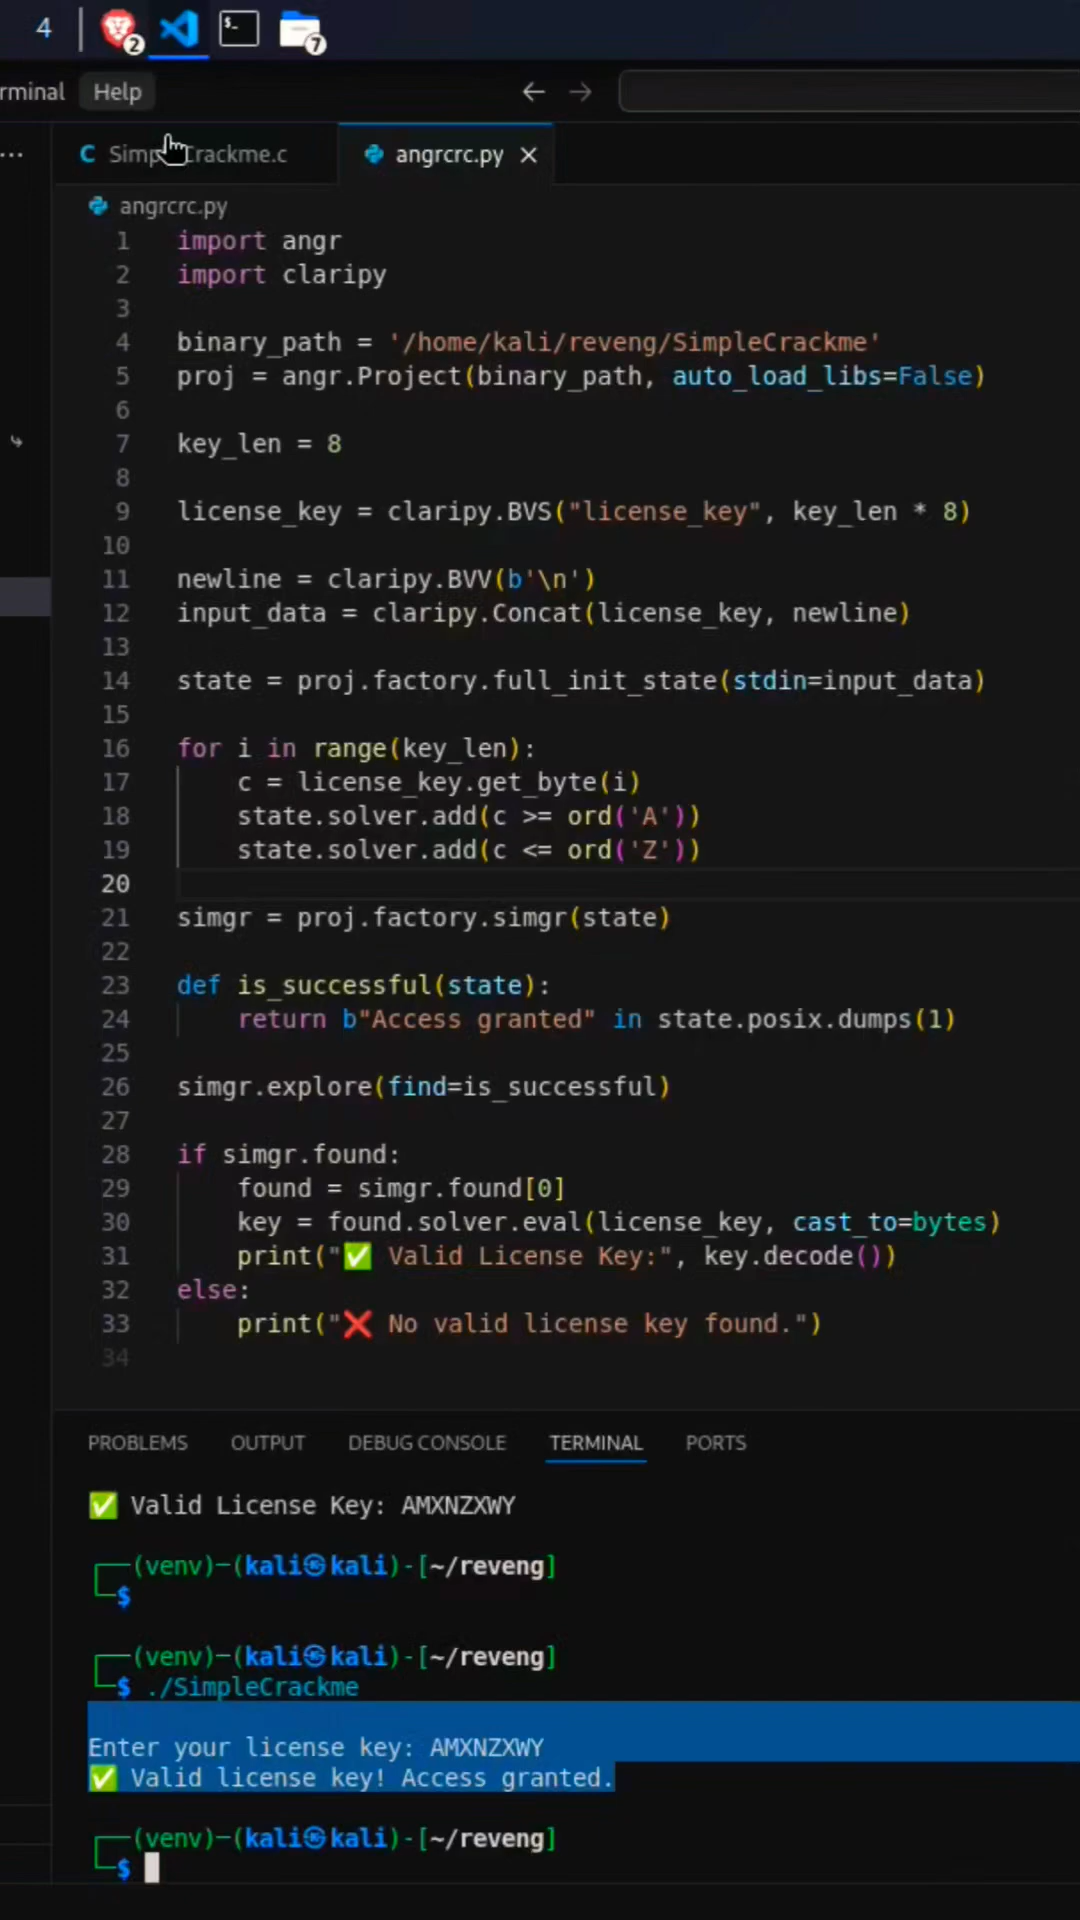 4
2
7
rminal Help
SimpleCrackme.c angrcrc.py
angrcrc.py
1 import angr
2 import claripy
3
4 binary_path = '/home/kali/reveng/SimpleCrackme'
5 proj = angr.Project(binary_path, auto_load_libs=False)
6
7 key_len = 8
8
9 license_key = claripy.BVS("license_key", key_len * 8)
10
11 newline = claripy.BVV(b'\n')
12 input_data = claripy.Concat(license_key, newline)
13
14 state = proj.factory.full_init_state(stdin=input_data)
15
16 for i in range(key_len):
17 c = license_key.get_byte(i)
18 state.solver.add(c >= ord('A'))
19 state.solver.add(c <= ord('Z'))
20
21 simgr = proj.factory.simgr(state)
22
23 def is_successful(state):
24 return b"Access granted" in state.posix.dumps(1)
25
26 simgr.explore(find=is_successful)
27
28 if simgr.found:
29 found = simgr.found[0]
30 key = found.solver.eval(license_key, cast_to=bytes)
31 print("✅ Valid License Key:", key.decode())
32 else:
33 print("❌ No valid license key found.")
34
PROBLEMS OUTPUT DEBUG CONSOLE TERMINAL PORTS
✅ Valid License Key: AMXNZXWY
┌──(venv)─(kali㉿kali)-[~/reveng]
└─$
┌──(venv)─(kali㉿kali)-[~/reveng]
└─$ ./SimpleCrackme
Enter your license key: AMXNZXWY
✅ Valid license key! Access granted.
┌──(venv)─(kali㉿kali)-[~/reveng]
└─$